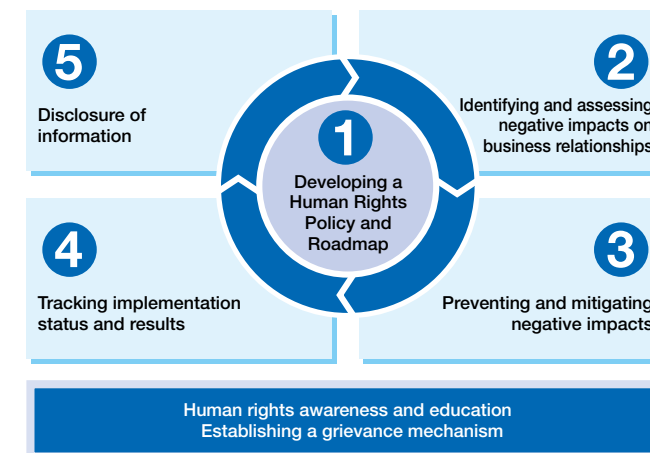 5
Disclosure of
information
2
Identifying and assessing
negative impacts on
business relationships
1
Developing a
Human Rights
Policy and
Roadmap
4
Tracking implementation
status and results
3
Preventing and mitigating
negative impacts
Human rights awareness and education
Establishing a grievance mechanism